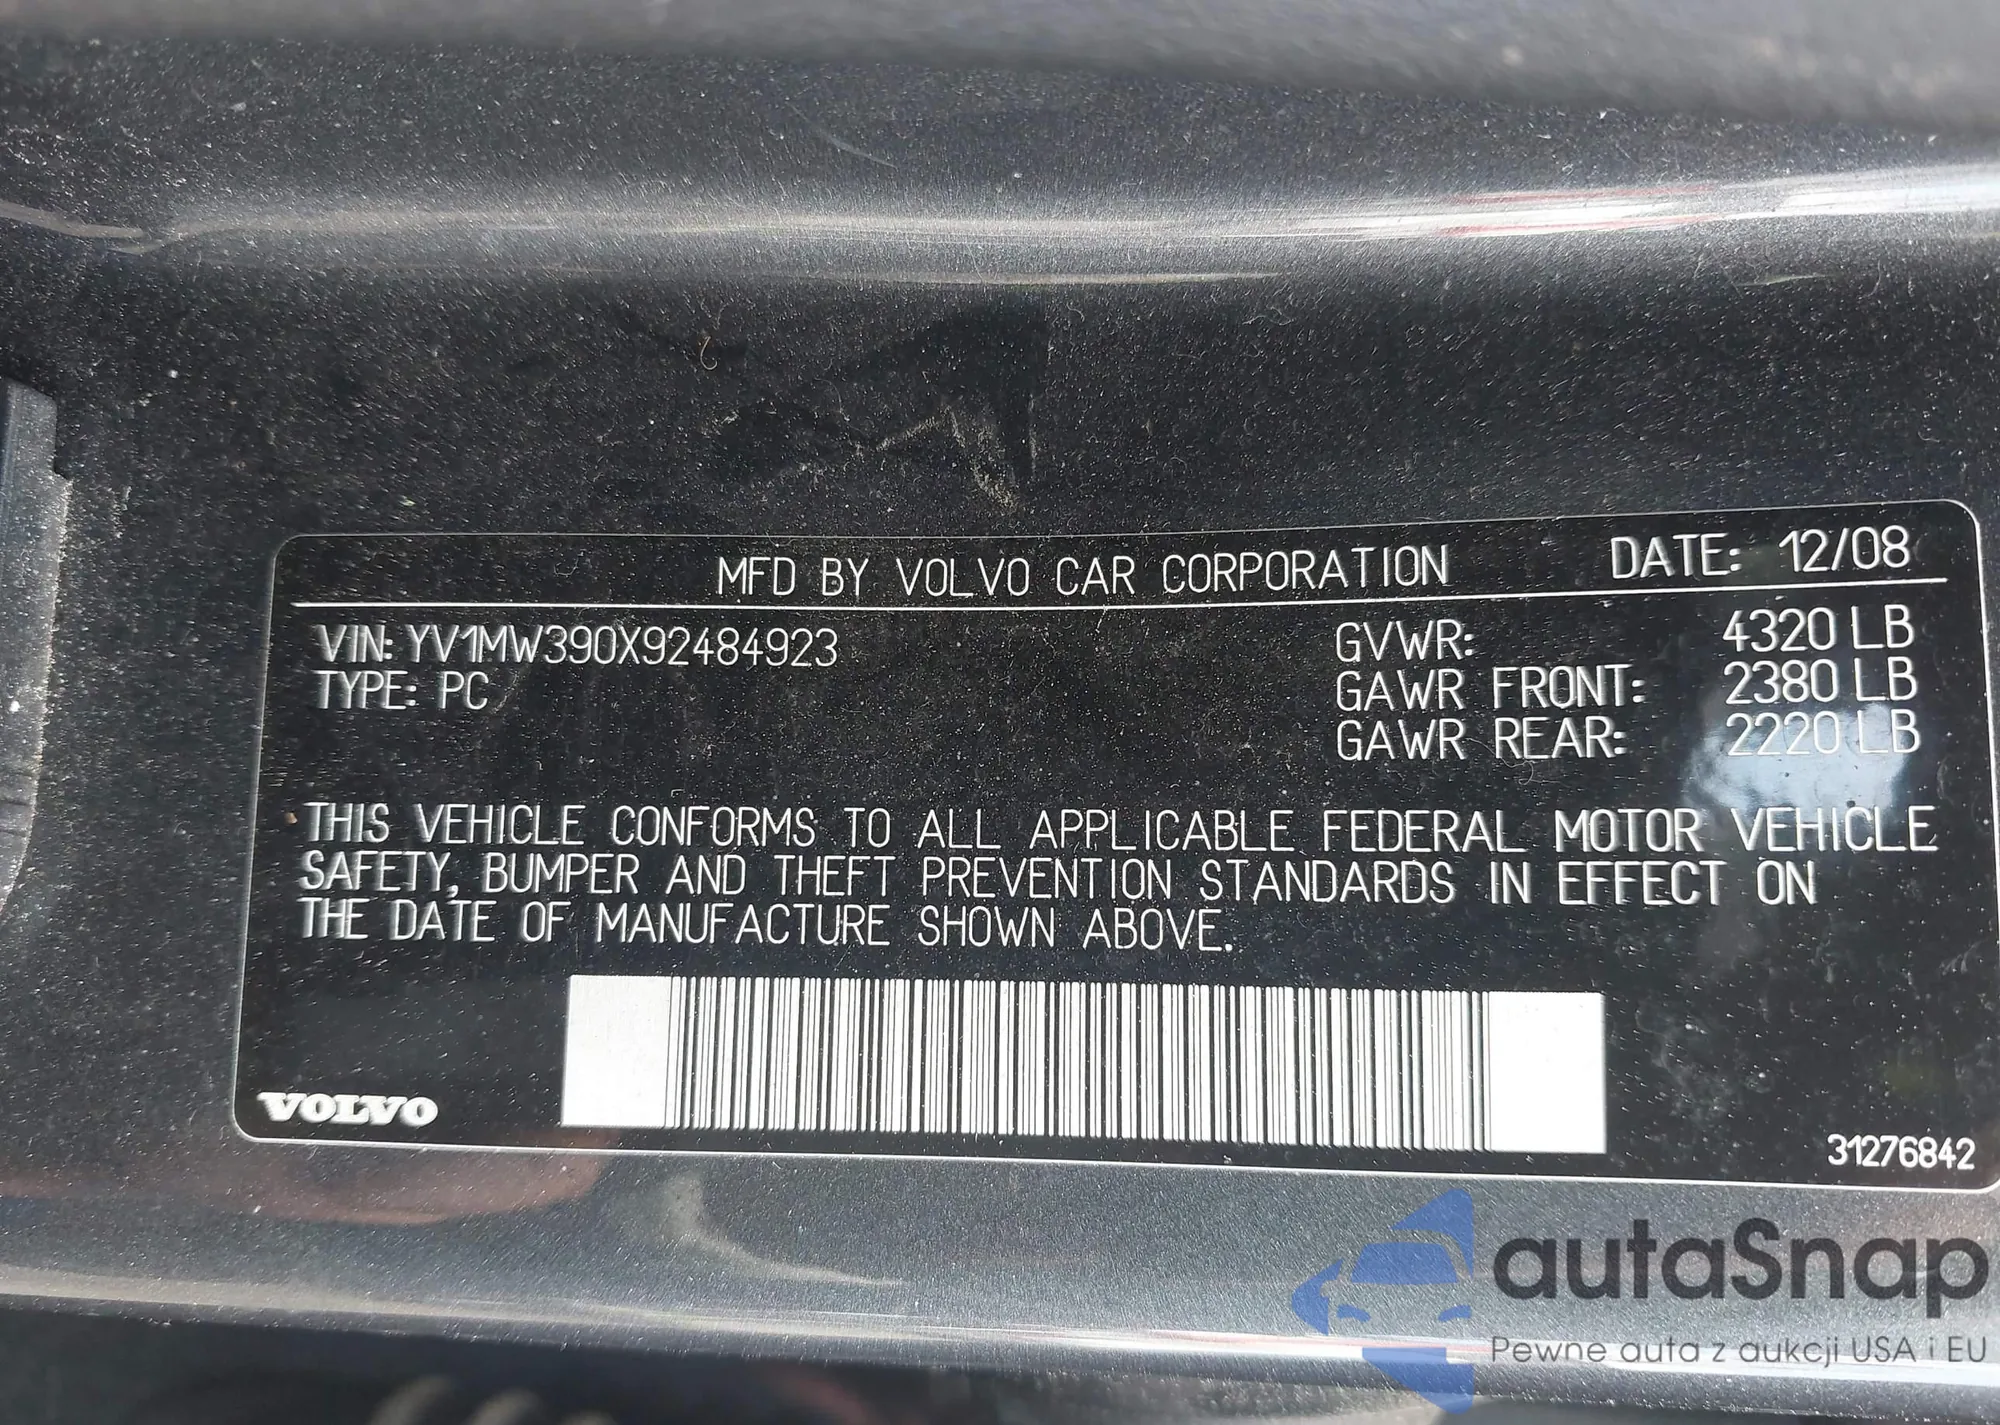 MFD BY VOLVO CAR CORPORATION DATE: 12/08
VIN: YV1MW390X92484923
TYPE: PC
GVWR: 4320 LB
GAWR FRONT: 2380 LB
GAWR REAR: 2220 LB
THIS VEHICLE CONFORMS TO ALL APPLICABLE FEDERAL MOTOR VEHICLE
SAFETY, BUMPER AND THEFT PREVENTION STANDARDS IN EFFECT ON
THE DATE OF MANUFACTURE SHOWN ABOVE.
VOLVO
31276842
autaSnap
Pewne auta z aukcji USA i EU